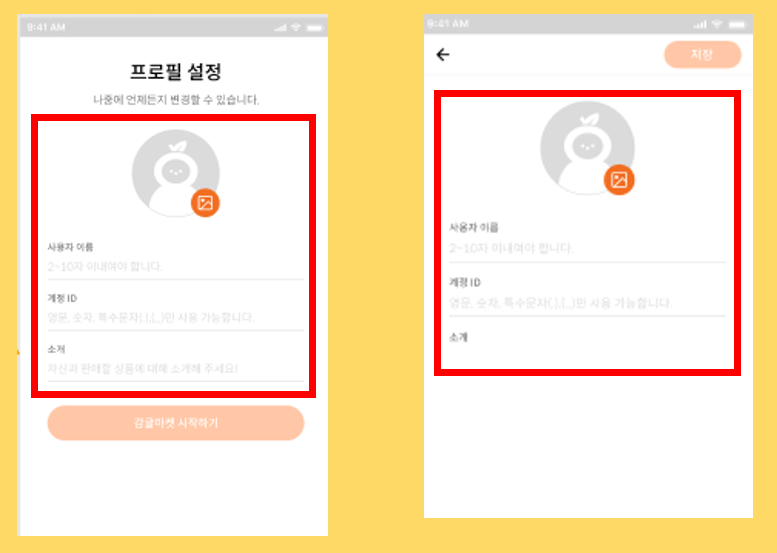 9:41 AM
프로필 설정
나중에 언제든지 변경할 수 있습니다.
사용자 이름
2~10자 이내여야 합니다.
계정 ID
영문, 숫자, 특수문자(.),(_)만 사용 가능합니다.
소개
자신과 판매할 상품에 대해 소개해 주세요!
감귤마켓 시작하기
9:41 AM
저장
사용자 이름
2~10자 이내여야 합니다.
계정 ID
영문, 숫자, 특수문자(.),(_)만 사용 가능합니다.
소개